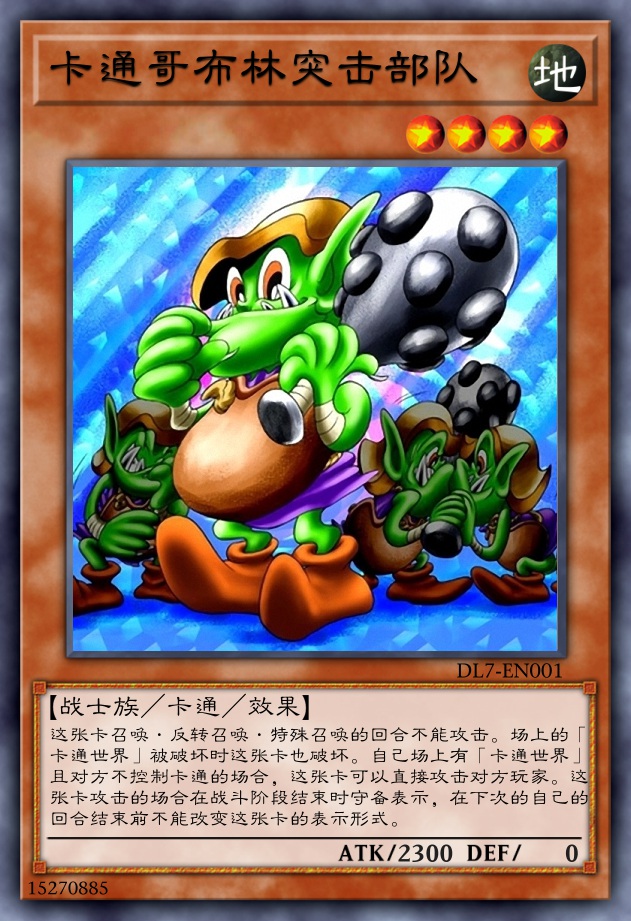 卡通哥布林突击部队
地
DL7-EN001
【战士族／卡通／效果】
这张卡召唤·反转召唤·特殊召唤的回合不能攻击。场上的「
卡通世界」被破坏时这张卡也破坏。自己场上有「卡通世界」
且对方不控制卡通的场合，这张卡可以直接攻击对方玩家。这
张卡攻击的场合在战斗阶段结束时守备表示，在下次的自己的
回合结束前不能改变这张卡的表示形式。
ATK/2300 DEF/ 0
15270885